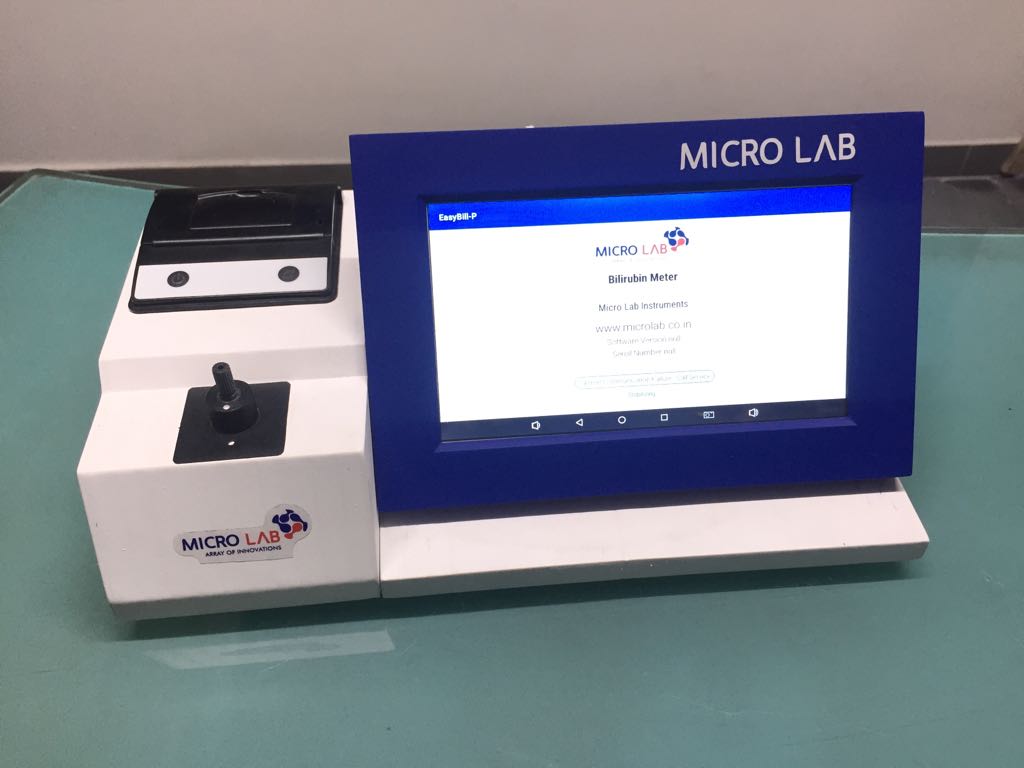 MICRO LAB
EasyBill-P
MICRO LAB
Bilirubin Meter
Micro Lab Instruments
www.microlab.co.in
Software Version null
Serial Number null
MICRO LAB
ARRAY OF INNOVATIONS